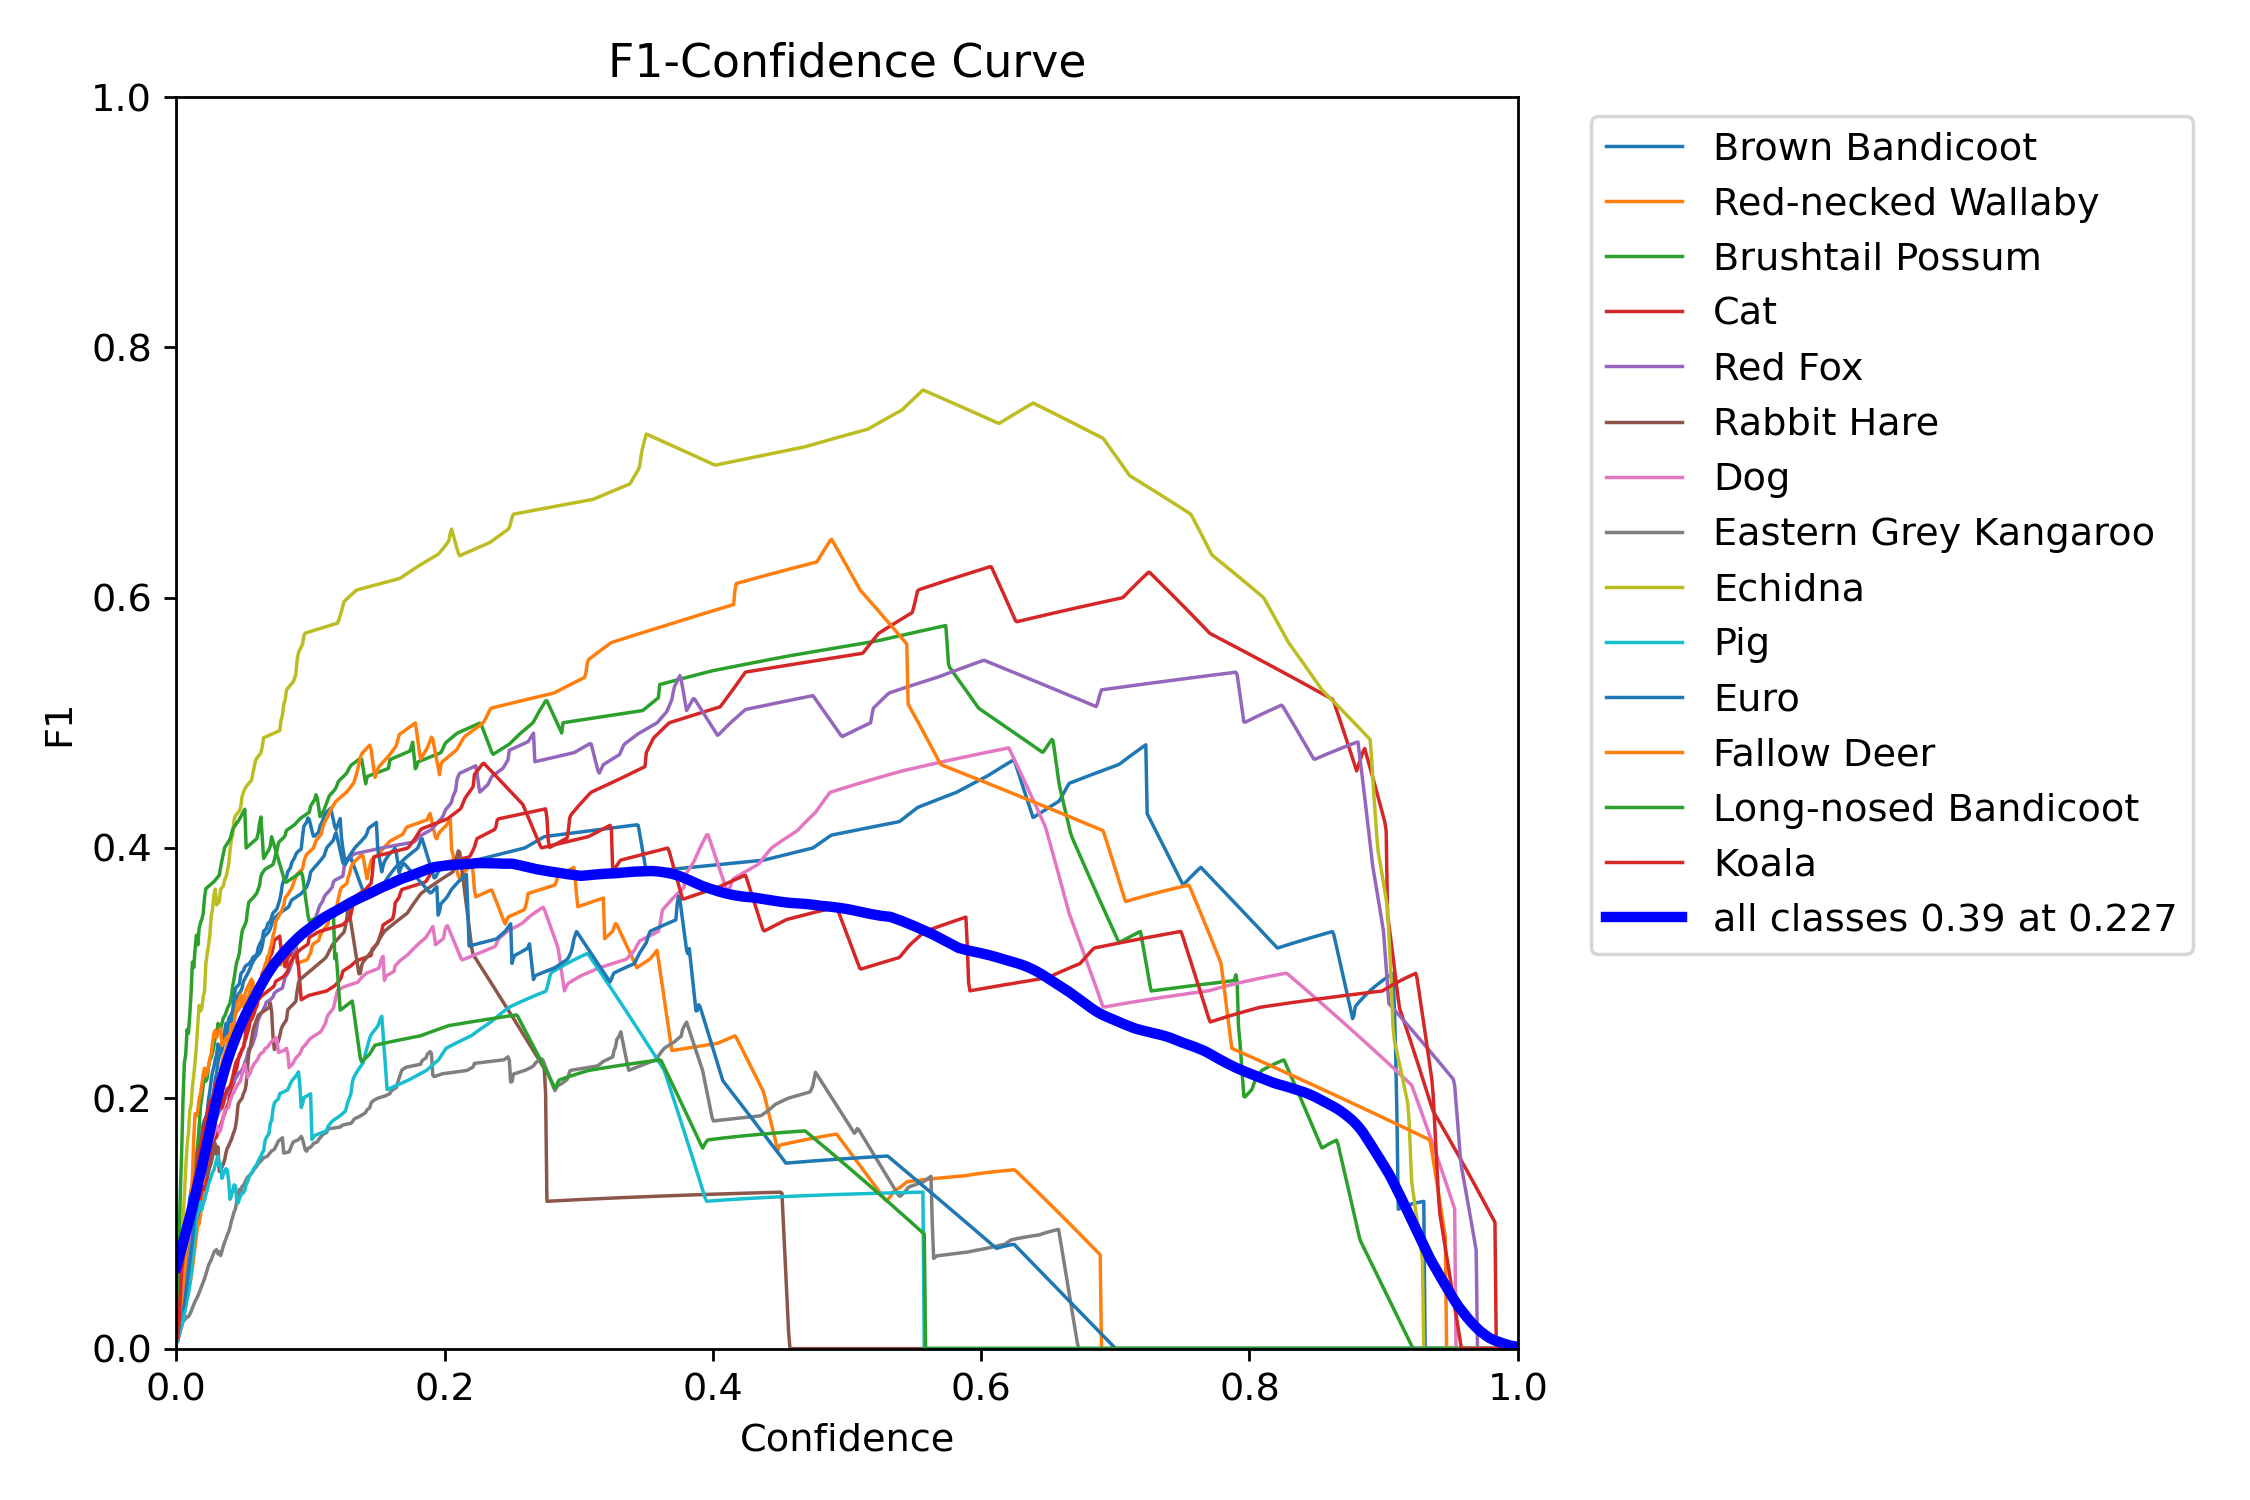 F1-Confidence Curve
1.0
0.8
0.6
0.4
0.2
0.0
F1
0.0 0.2 0.4 0.6 0.8 1.0
Confidence
Brown Bandicoot
Red-necked Wallaby
Brushtail Possum
Cat
Red Fox
Rabbit Hare
Dog
Eastern Grey Kangaroo
Echidna
Pig
Euro
Fallow Deer
Long-nosed Bandicoot
Koala
all classes 0.39 at 0.227